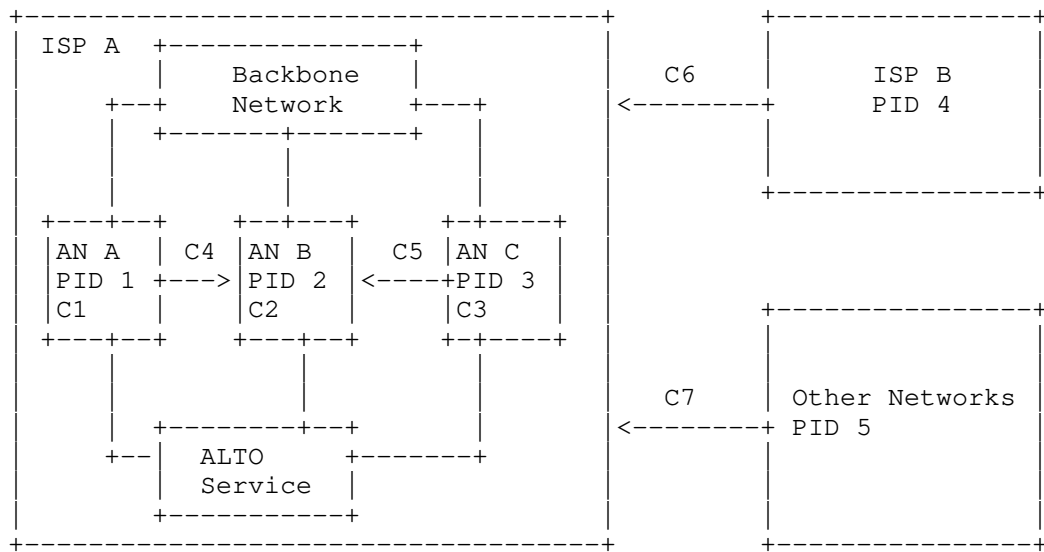 ISP A
Backbone
Network
C6
ISP B
PID 4
AN A
PID 1
C1
C4
AN B
PID 2
C2
C5
AN C
PID 3
C3
C7
Other Networks
PID 5
ALTO
Service